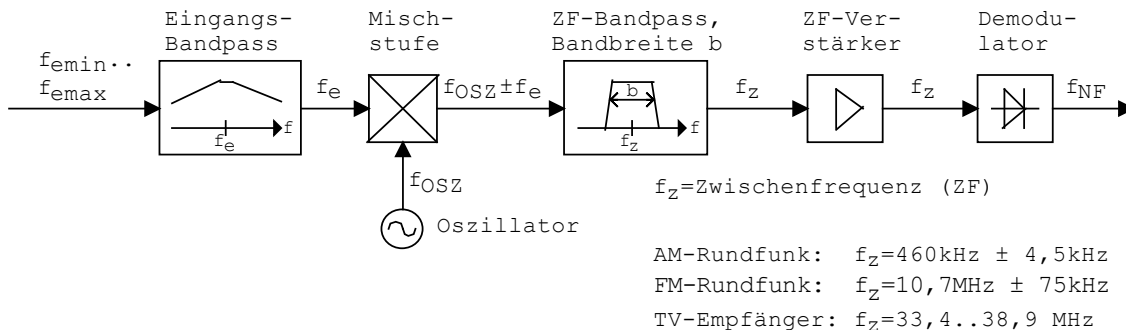 Eingangs-
Bandpass
Misch-
stufe
ZF-Bandpass,
Bandbreite b
ZF-Ver-
stärker
Demodu-
lator
femin··
femax
fe
f
fe
fOSZ±fe
b
f
fz
fz
fz
fNF
fOSZ
Oszillator
fz=Zwischenfrequenz (ZF)
AM-Rundfunk: fz=460kHz ± 4,5kHz
FM-Rundfunk: fz=10,7MHz ± 75kHz
TV-Empfänger: fz=33,4..38,9 MHz